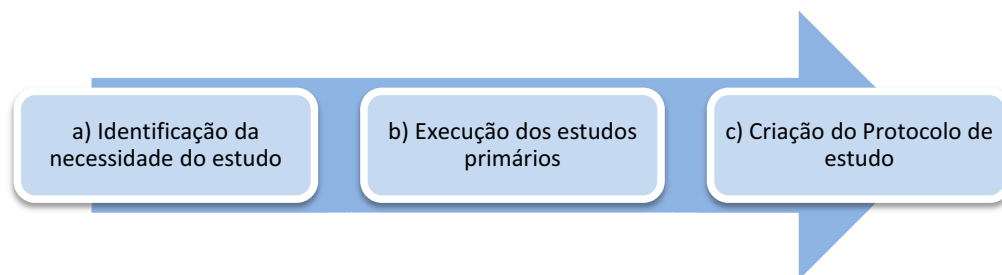 a) Identificação da
necessidade do estudo
b) Execução dos estudos
primários
c) Criação do Protocolo de
estudo